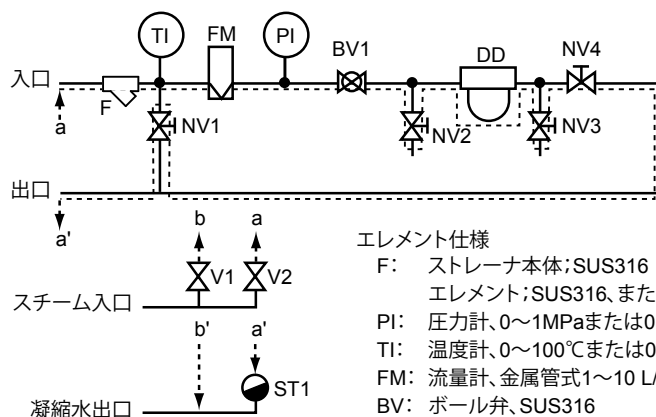 TI
FM
PI
BV1
DD
NV4
入口
F
a
NV1
NV2
NV3
出口
a'
b
a
V1
V2
スチーム入口
b'
a'
ST1
凝縮水出口
エレメント仕様
F: ストレーナ本体;SUS316
エレメント;SUS316、また
PI: 圧力計、0～1MPaまたは0
TI: 温度計、0～100℃または0
FM: 流量計、金属管式1～10 L/
BV: ボール弁、SUS316